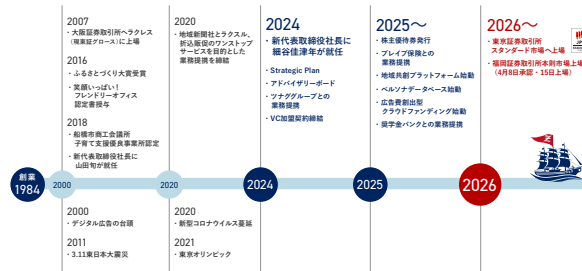 2007
・大阪証券取引所ヘラクレス
（現東証グロース）に上場
2016
・ふるさとづくり大賞受賞
・笑顔いっぱい！
フレンドリーオフィス
認定書授与
2018
・船橋市商工会議所
子育て支援優良事業所認定
・新代表取締役社長に
山田旬が就任
2020
・地域新聞社とラクスル、
折込販促のワンストップ
サービスを目的とした
業務提携を締結
2024
・新代表取締役社長に
細谷佳津年が就任
・Strategic Plan
・アドバイザリーボード
・ツナググループとの
業務提携
・VC加盟契約締結
2025〜
・株主優待券発行
・ブレイブ保険との
業務提携
・地域共創プラットフォーム始動
・ペルソナデータベース始動
・広告費創出型
クラウドファンディング始動
・奨学金バンクとの業務提携
2026〜
・東京証券取引所
スタンダード市場へ上場
・福岡証券取引所本則市場上場
（4月8日承認・15日上場）
創業
1984
2000
2020
2024
2025
2026
2000
・デジタル広告の台頭
2011
・3.11東日本大震災
2020
・新型コロナウイルス蔓延
2021
・東京オリンピック